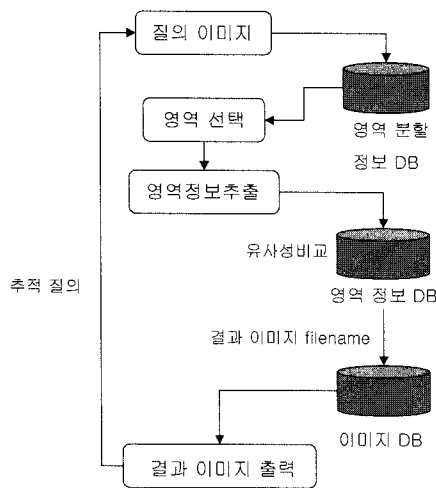 질의 이미지
영역 분할
정보 DB
영역 선택
영역정보추출
유사성비교
영역 정보 DB
추적 질의
결과 이미지 filename
이미지 DB
결과 이미지 출력